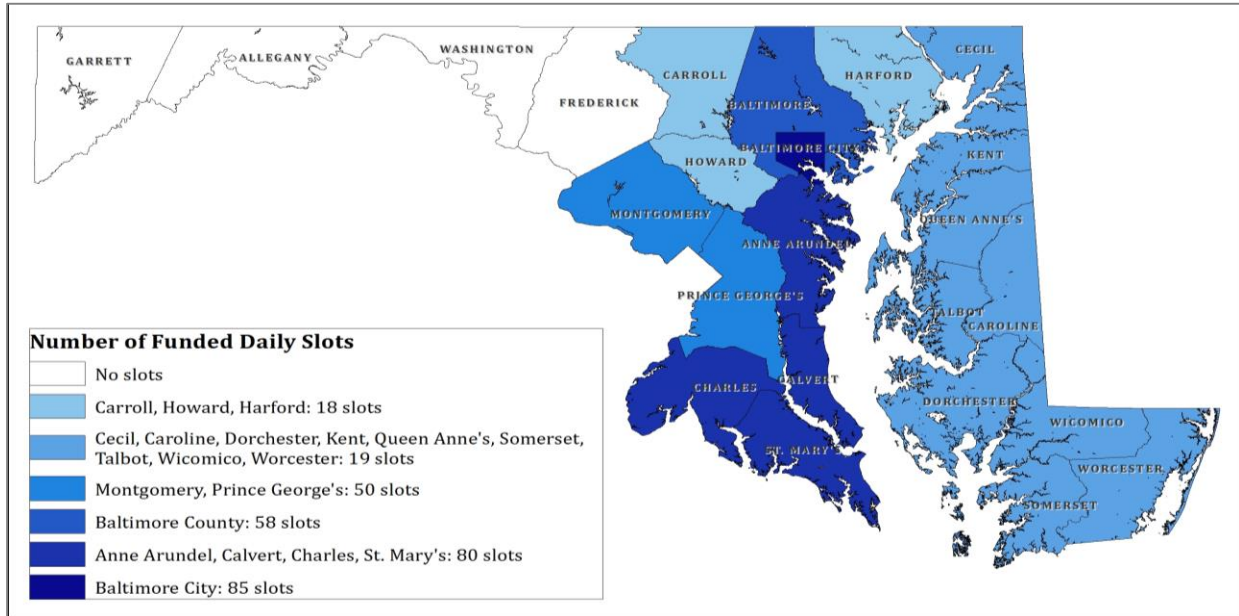 GARRETT
ALLEGANY
WASHINGTON
FREDERICK
CARROLL
BALTIMORE
HARFORD
CECIL
BALTIMORE CITY
HOWARD
KENT
MONTGOMERY
QUEEN ANNE'S
ANNE ARUNDEL
PRINCE GEORGE'S
TALBOT
CAROLINE
CHARLES
CALVERT
DORCHESTER
WICOMICO
ST. MARY'S
WORCESTER
SOMERSET
Number of Funded Daily Slots
No slots
Carroll, Howard, Harford: 18 slots
Cecil, Caroline, Dorchester, Kent, Queen Anne's, Somerset,
Talbot, Wicomico, Worcester: 19 slots
Montgomery, Prince George's: 50 slots
Baltimore County: 58 slots
Anne Arundel, Calvert, Charles, St. Mary's: 80 slots
Baltimore City: 85 slots